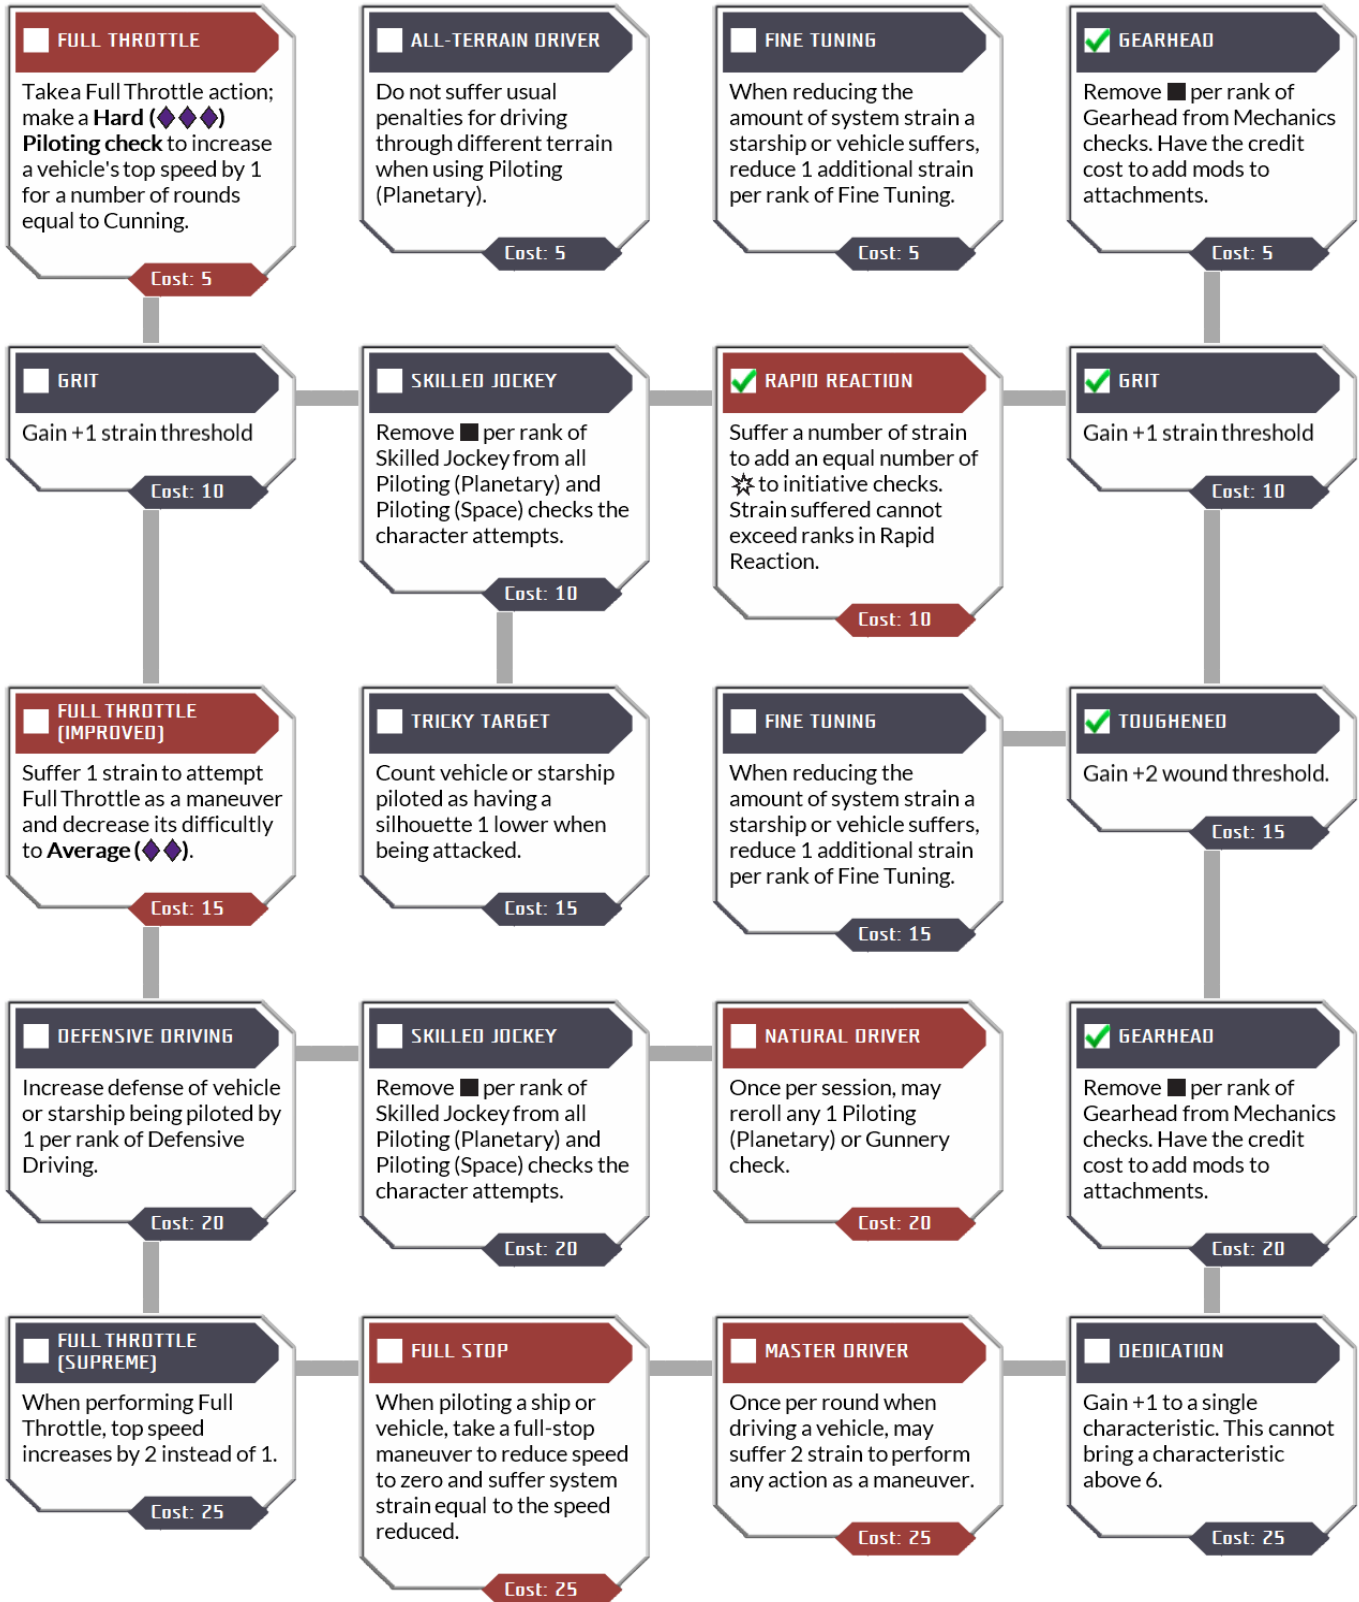 FULL THROTTLE
Takea Full Throttle action;
make a Hard (♦♦♦)
Piloting check to increase
a vehicle's top speed by 1
for a number of rounds
equal to Cunning.
Cost: 5
ALL-TERRAIN DRIVER
Do not suffer usual
penalties for driving
through different terrain
when using Piloting
(Planetary).
Cost: 5
FINE TUNING
When reducing the
amount of system strain a
starship or vehicle suffers,
reduce 1 additional strain
per rank of Fine Tuning.
Cost: 5
GEARHEAD
Remove ■ per rank of
Gearhead from Mechanics
checks. Have the credit
cost to add mods to
attachments.
Cost: 5
GRIT
Gain +1 strain threshold
Cost: 10
SKILLED JOCKEY
Remove ■ per rank of
Skilled Jockey from all
Piloting (Planetary) and
Piloting (Space) checks the
character attempts.
Cost: 10
RAPID REACTION
Suffer a number of strain
to add an equal number of
to initiative checks.
Strain suffered cannot
exceed ranks in Rapid
Reaction.
Cost: 10
GRIT
Gain +1 strain threshold
Cost: 10
FULL THROTTLE
(IMPROVED)
Suffer 1 strain to attempt
Full Throttle as a maneuver
and decrease its difficultly
to Average (♦♦).
Cost: 15
TRICKY TARGET
Count vehicle or starship
piloted as having a
silhouette 1 lower when
being attacked.
Cost: 15
FINE TUNING
When reducing the
amount of system strain a
starship or vehicle suffers,
reduce 1 additional strain
per rank of Fine Tuning.
Cost: 15
TOUGHENED
Gain +2 wound threshold.
Cost: 15
DEFENSIVE DRIVING
Increase defense of vehicle
or starship being piloted by
1 per rank of Defensive
Driving.
Cost: 20
SKILLED JOCKEY
Remove ■ per rank of
Skilled Jockey from all
Piloting (Planetary) and
Piloting (Space) checks the
character attempts.
Cost: 20
NATURAL DRIVER
Once per session, may
reroll any 1 Piloting
(Planetary) or Gunnery
check.
Cost: 20
GEARHEAD
Remove ■ per rank of
Gearhead from Mechanics
checks. Have the credit
cost to add mods to
attachments.
Cost: 20
FULL THROTTLE
(SUPREME)
When performing Full
Throttle, top speed
increases by 2 instead of 1.
Cost: 25
FULL STOP
When piloting a ship or
vehicle, take a full-stop
maneuver to reduce speed
to zero and suffer system
strain equal to the speed
reduced.
Cost: 25
MASTER DRIVER
Once per round when
driving a vehicle, may
suffer 2 strain to perform
any action as a maneuver.
Cost: 25
DEDICATION
Gain +1 to a single
characteristic. This cannot
bring a characteristic
above 6.
Cost: 25